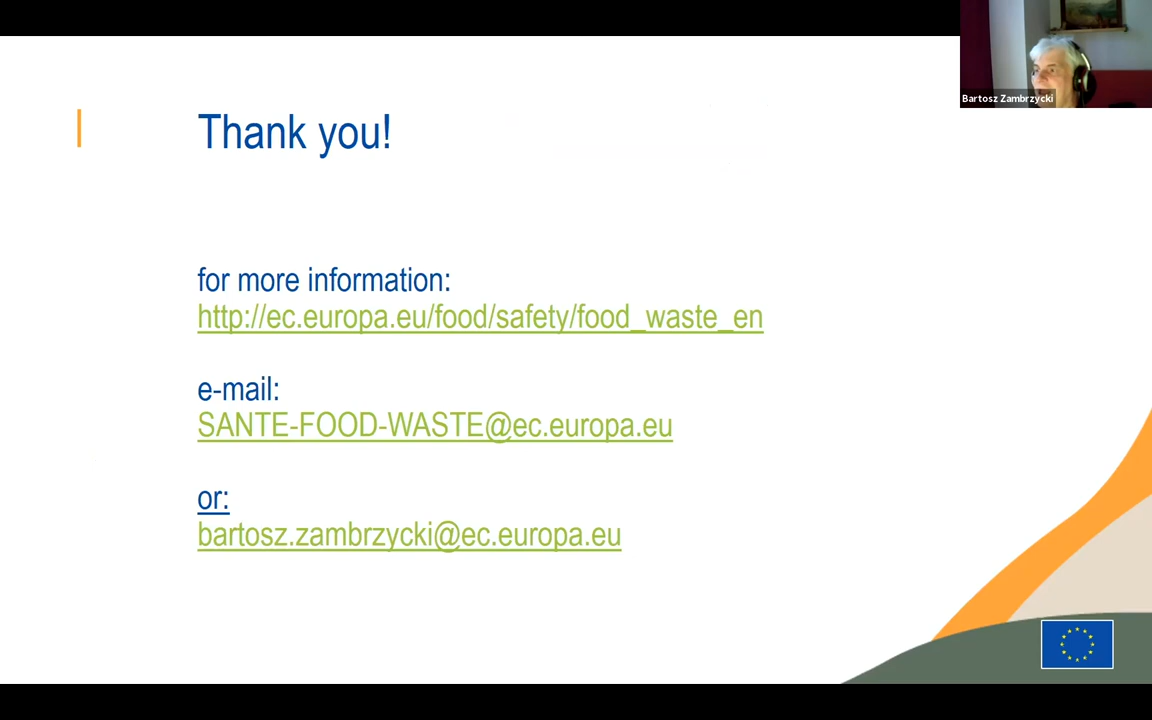 Bartosz Zambrzycki
Thank you!
for more information:
http://ec.europa.eu/food/safety/food_waste_en
e-mail:
SANTE-FOOD-WASTE@ec.europa.eu
or:
bartosz.zambrzycki@ec.europa.eu